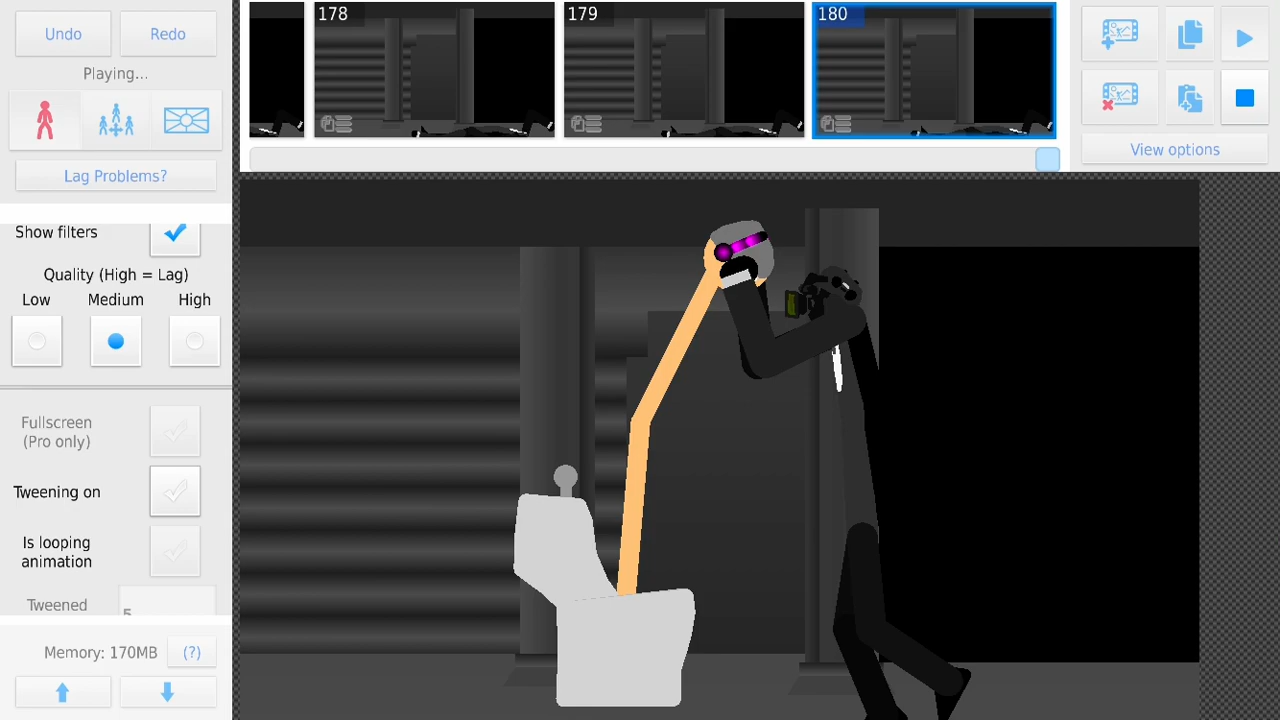 Undo
Redo
178
179
180
Playing...
View options
Lag Problems?
Show filters
Quality (High = Lag)
Low
Medium
High
Fullscreen
(Pro only)
Tweening on
Is looping
animation
Tweened
5
Memory: 170MB
(?)